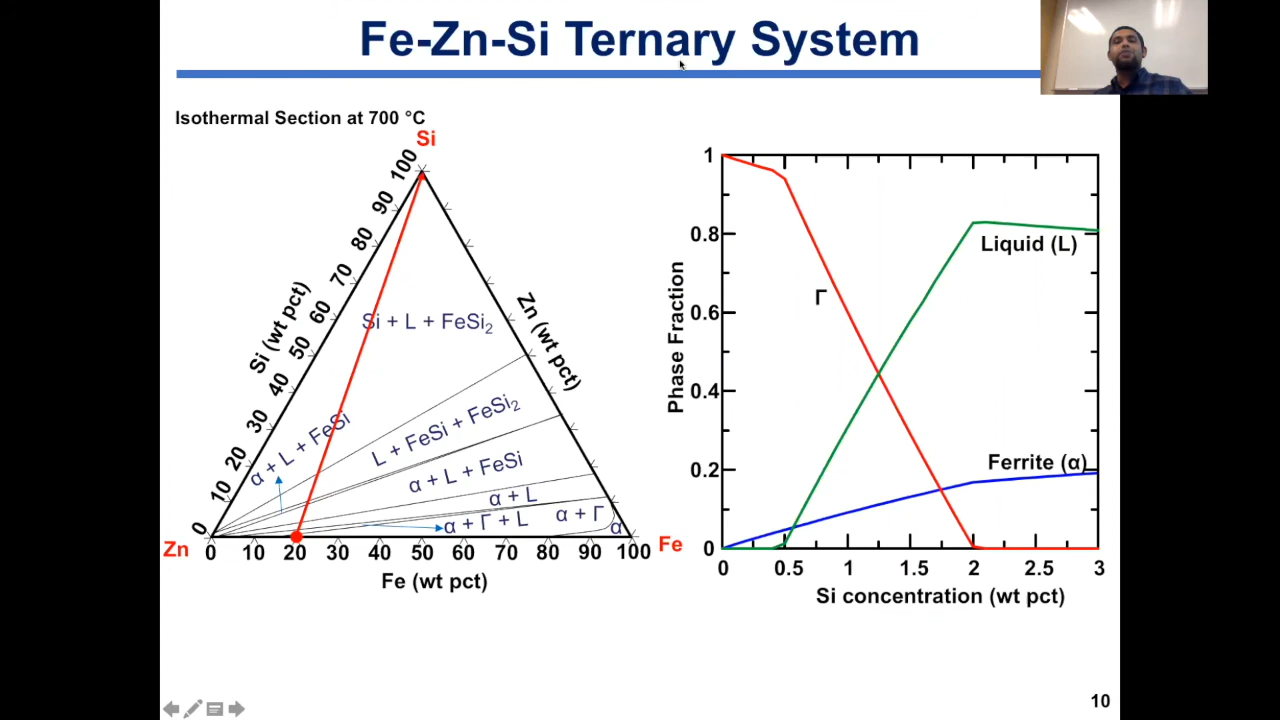 Fe-Zn-Si Ternary System
Isothermal Section at 700 °C
Si
100
90
80
70
60
50
40
30
20
10
0
Si (wt pct)
Zn (wt pct)
Si + L + FeSi₂
L + FeSi + FeSi₂
α + L + FeSi
α + L + FeSi
α + L
α + Γ + L
α + Γ
α
Zn
Fe
0 10 20 30 40 50 60 70 80 90 100
Fe (wt pct)
1
0.8
0.6
0.4
0.2
0
Phase Fraction
Liquid (L)
Γ
Ferrite (α)
0 0.5 1 1.5 2 2.5 3
Si concentration (wt pct)
10